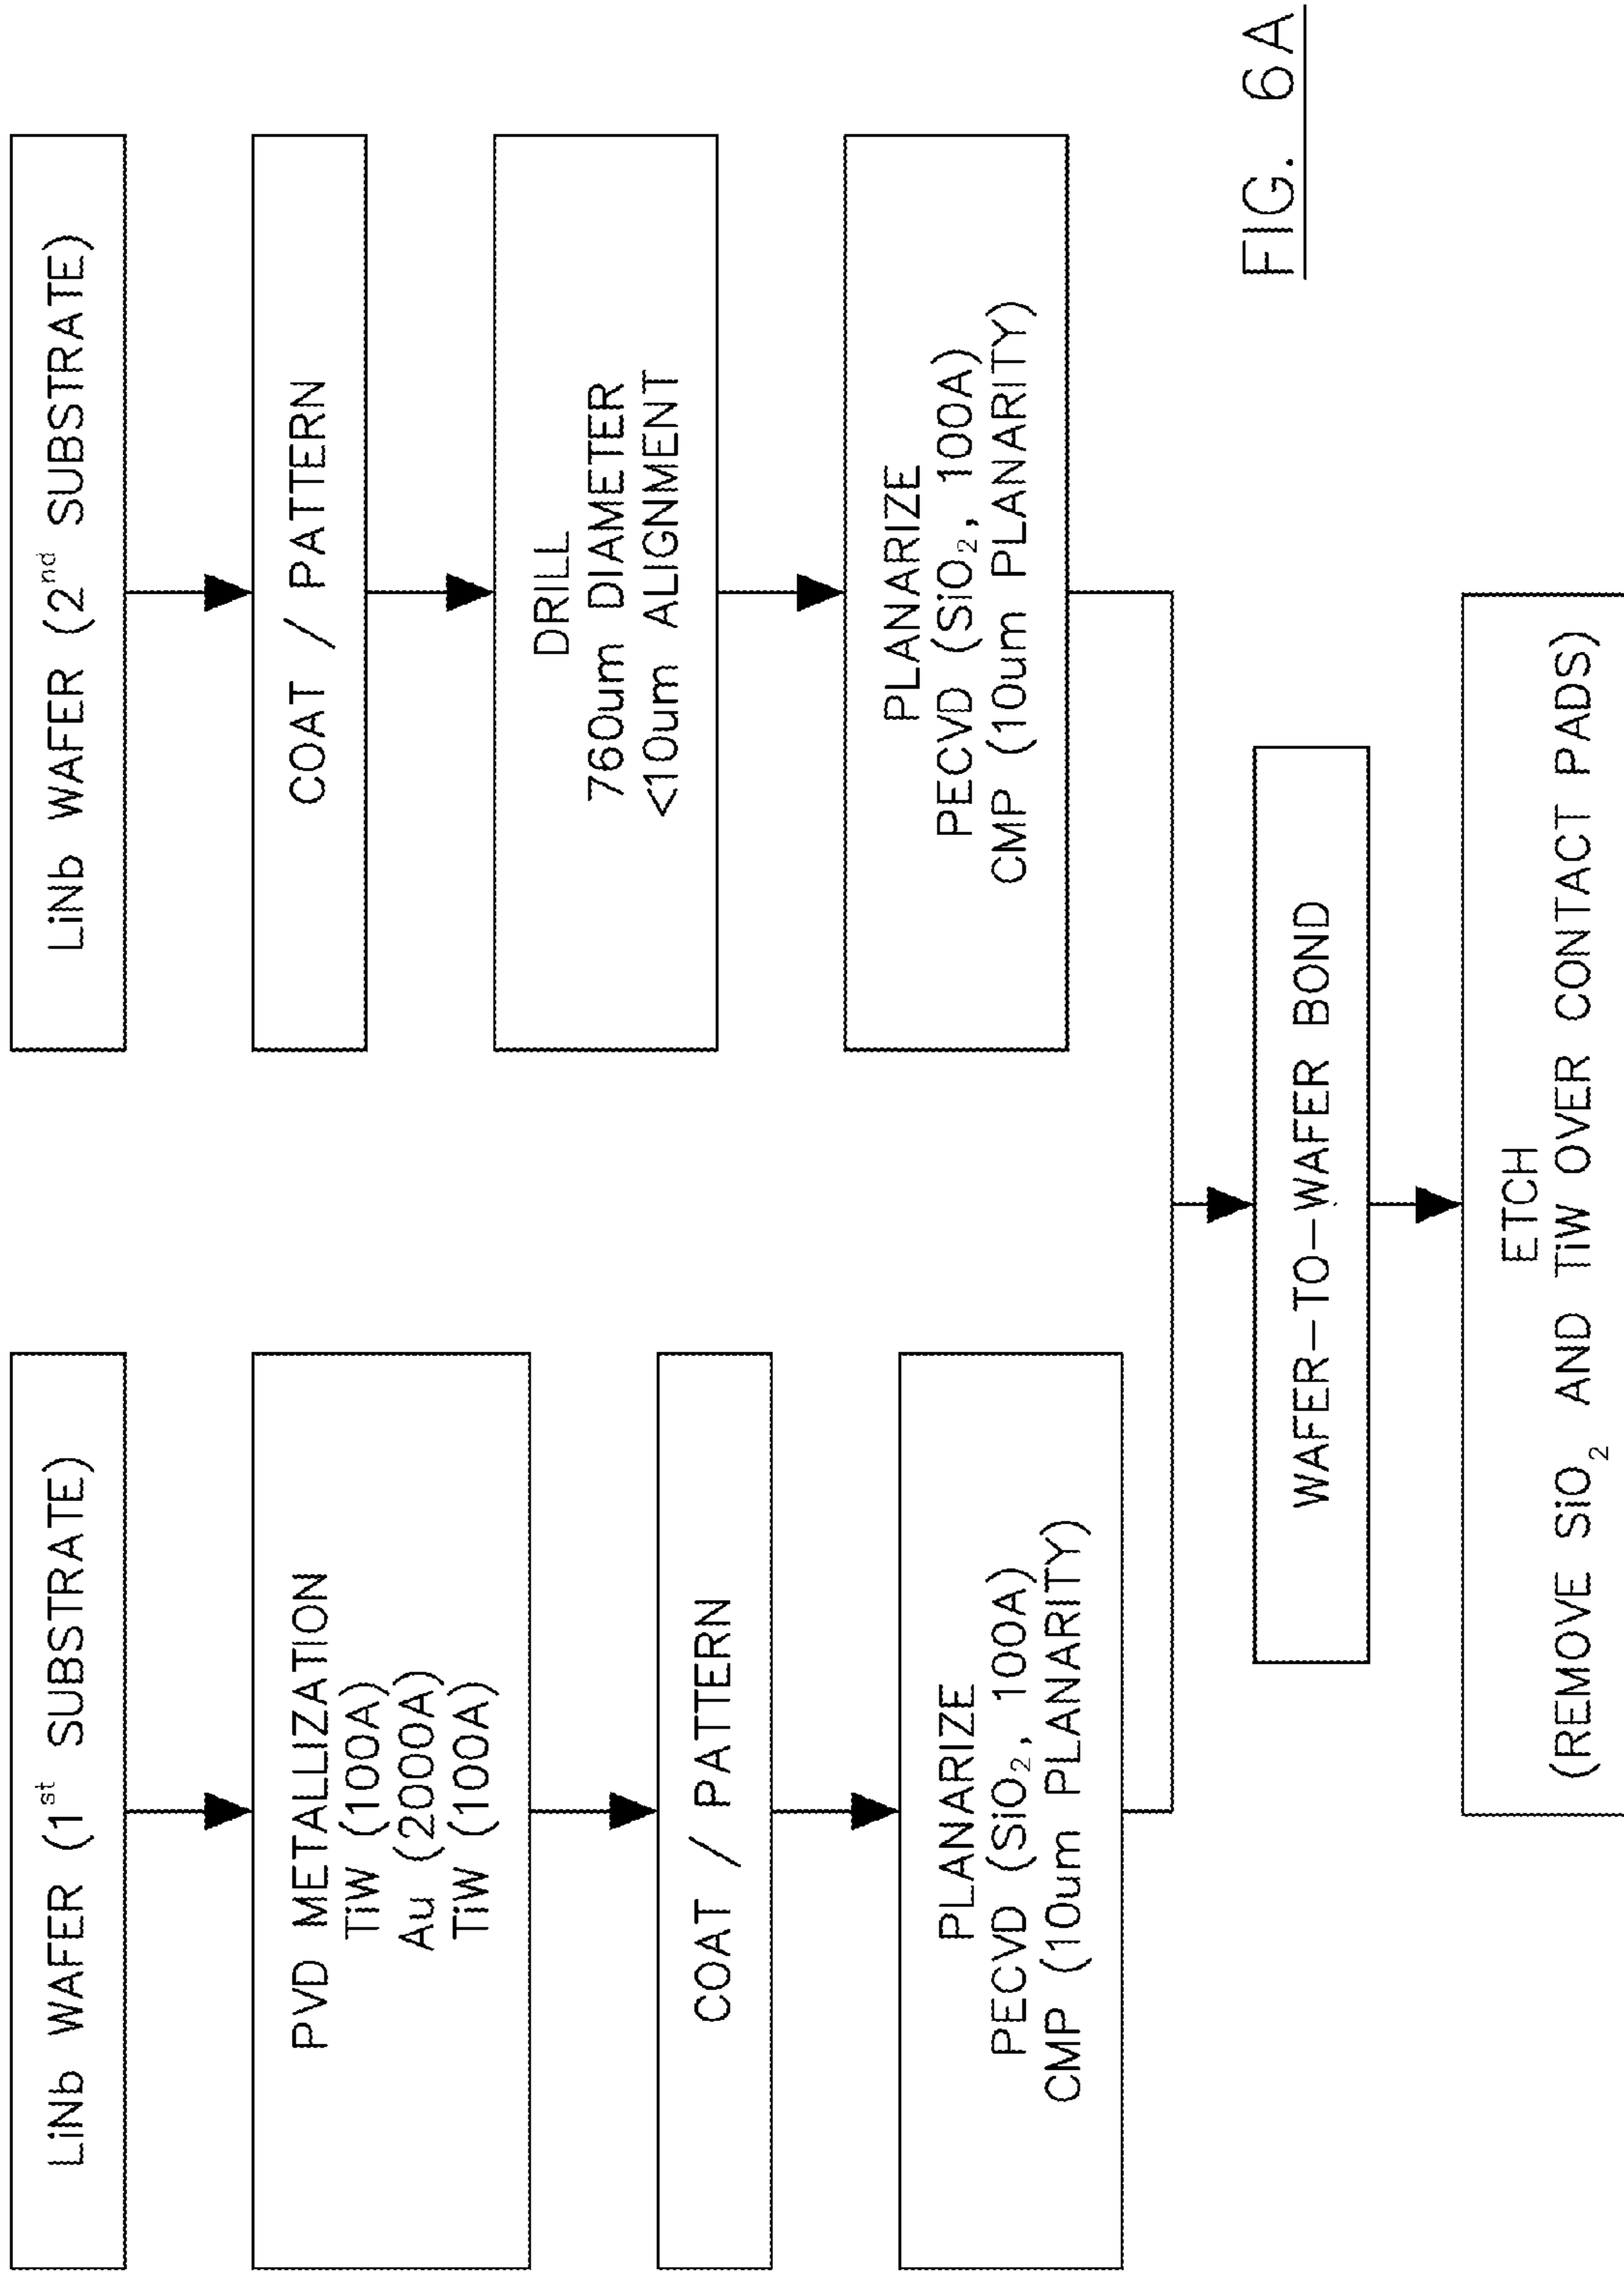 LiNb WAFER (1st SUBSTRATE)
PVD METALLIZATION
TiW (100A)
Au (2000A)
TiW (100A)
COAT / PATTERN
PLANARIZE
PECVD (SiO₂, 100A)
CMP (10um PLANARITY)
LiNb WAFER (2nd SUBSTRATE)
COAT / PATTERN
DRILL
760um DIAMETER
<10um ALIGNMENT
PLANARIZE
PECVD (SiO₂, 100A)
CMP (10um PLANARITY)
WAFER-TO-WAFER BOND
ETCH
(REMOVE SiO₂ AND TiW OVER CONTACT PADS)
FIG. 6A